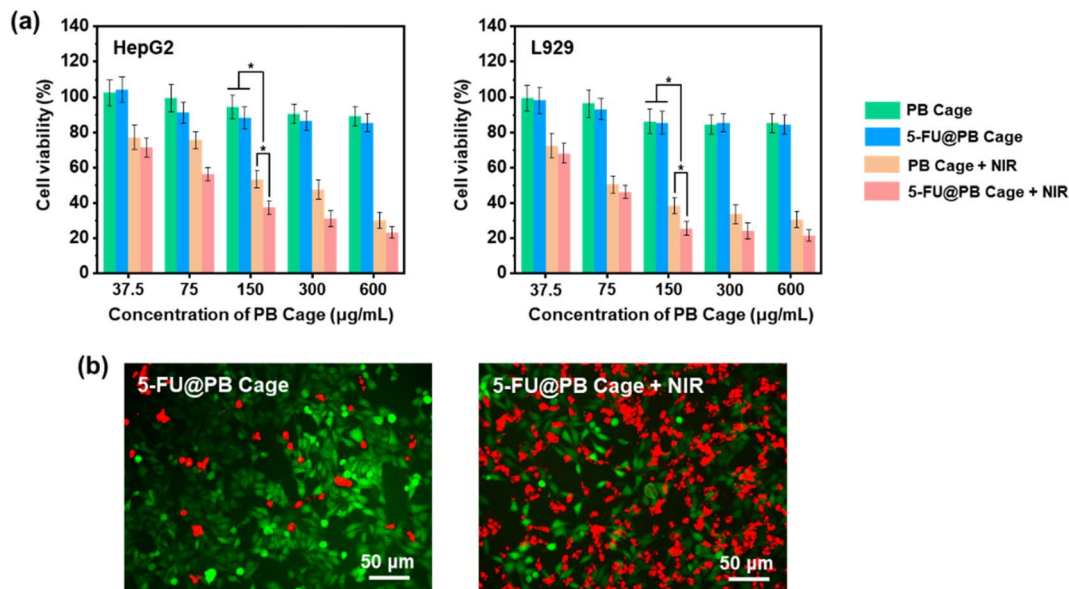 (a)
HepG2
140
120
100
80
60
40
20
0
Cell viability (%)
*
*
37.5 75 150 300 600
Concentration of PB Cage (μg/mL)
L929
140
120
100
80
60
40
20
0
Cell viability (%)
*
*
37.5 75 150 300 600
Concentration of PB Cage (μg/mL)
PB Cage
5-FU@PB Cage
PB Cage + NIR
5-FU@PB Cage + NIR
(b)
5-FU@PB Cage
50 μm
5-FU@PB Cage + NIR
50 μm